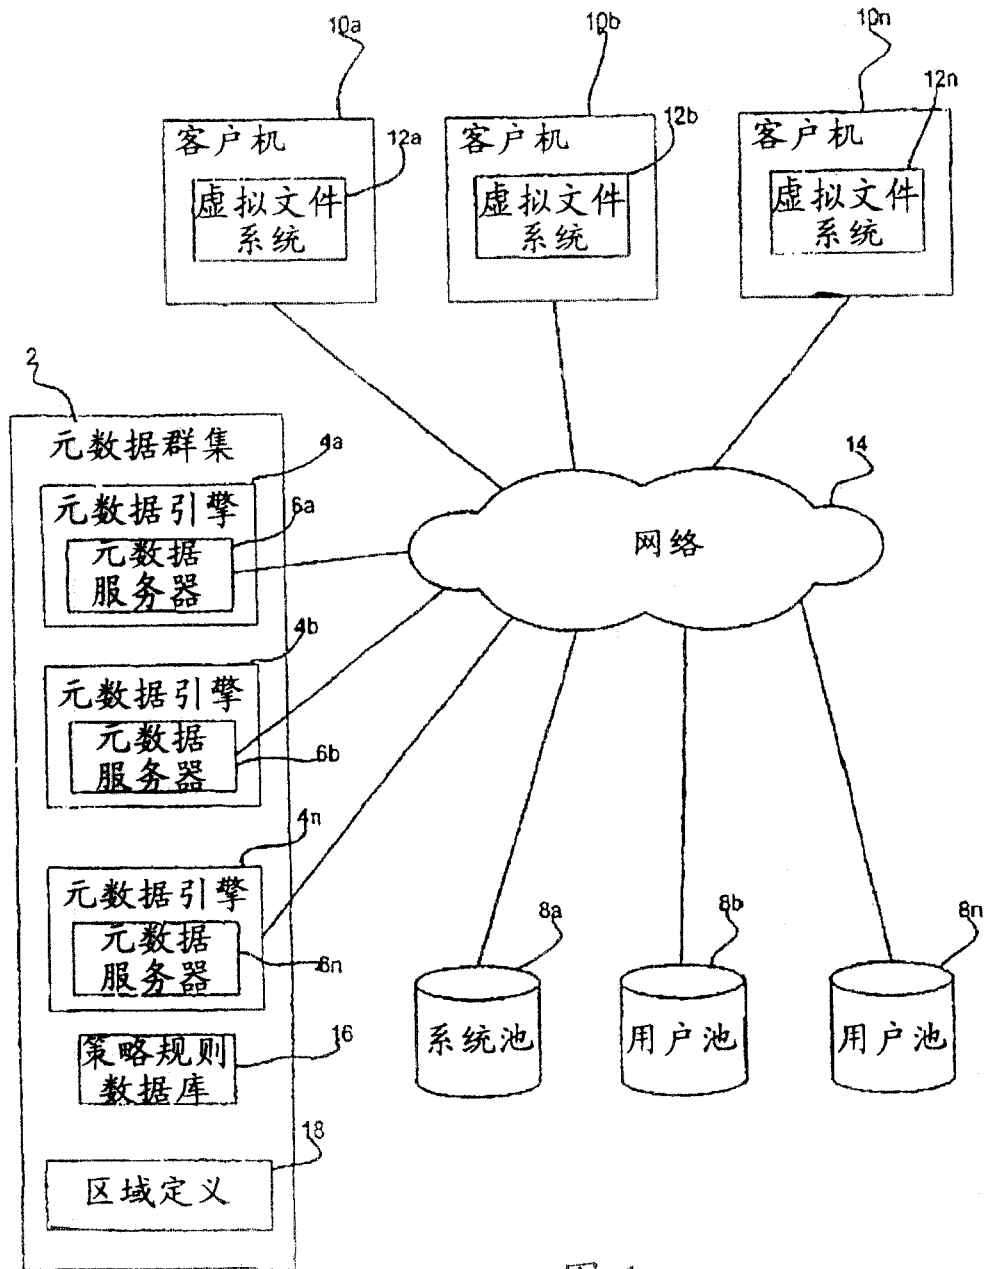 10a
10b
10n
客户机
12a
虚拟文件
系统
客户机
12b
虚拟文件
系统
客户机
12n
虚拟文件
系统
2
元数据群集
4a
元数据引擎
6a
元数据
服务器
4b
元数据引擎
元数据
服务器
6b
4n
元数据引擎
元数据
服务器
6n
策略规则
数据库
16
18
区域定义
14
网络
8a
系统池
8b
用户池
8n
用户池
图